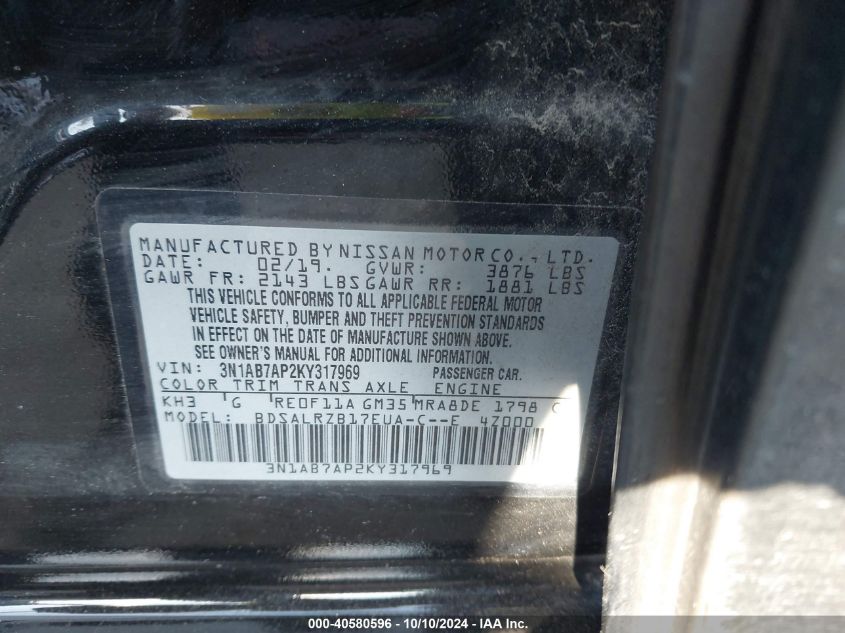 MANUFACTURED BY NISSAN MOTOR CO., LTD.
DATE: 02/19. GVWR: 3876 LBS
GAWR FR: 2143 LBS GAWR RR: 1881 LBS
THIS VEHICLE CONFORMS TO ALL APPLICABLE FEDERAL MOTOR
VEHICLE SAFETY, BUMPER AND THEFT PREVENTION STANDARDS
IN EFFECT ON THE DATE OF MANUFACTURE SHOWN ABOVE.
SEE OWNER'S MANUAL FOR ADDITIONAL INFORMATION.
VIN: 3N1AB7AP2KY317969 PASSENGER CAR.
COLOR TRIM TRANS AXLE ENGINE
KH3 G RE0F11A GM35 MRA8DE 1798 C
MODEL: BDSALRZB17EUA-C--E 4Z000
3N1AB7AP2KY317969
000-40580596 - 10/10/2024 - IAA Inc.